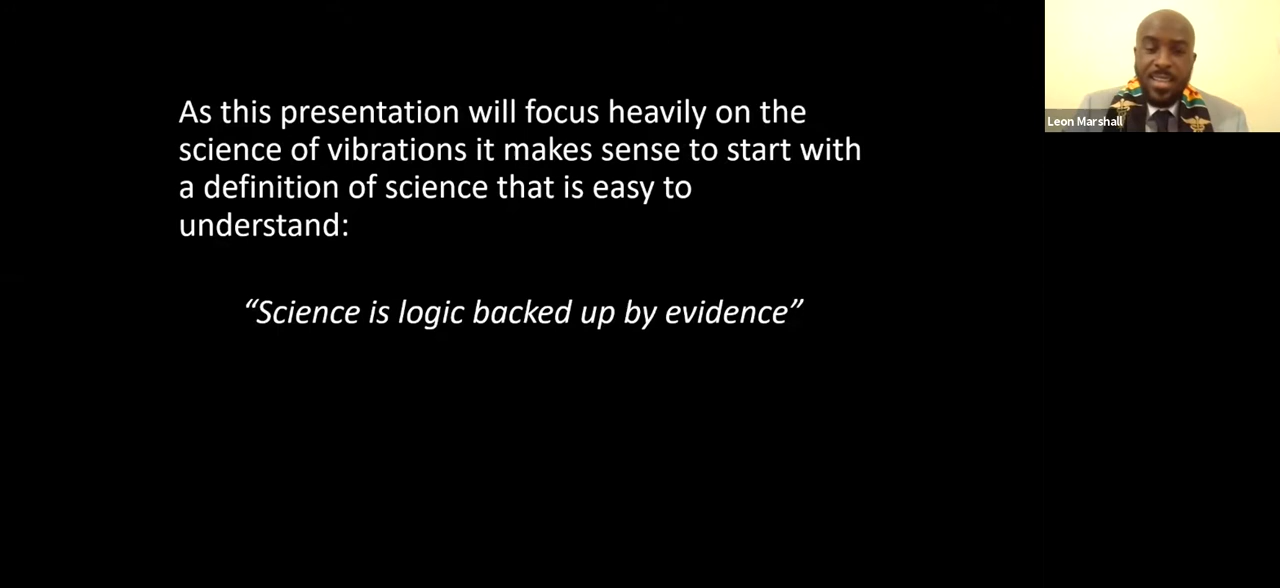 As this presentation will focus heavily on the
science of vibrations it makes sense to start with
a definition of science that is easy to
understand:
“Science is logic backed up by evidence”
Leon Marshall